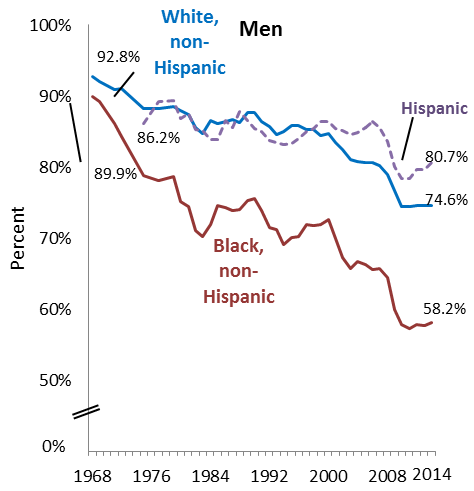 Men
White,
non-
Hispanic
100%
92.8%
90%
Hispanic
86.2%
80.7%
80%
89.9%
74.6%
Percent
70%
Black,
non-
Hispanic
60%
58.2%
50%
0%
1968 1976 1984 1992 2000 2008 2014